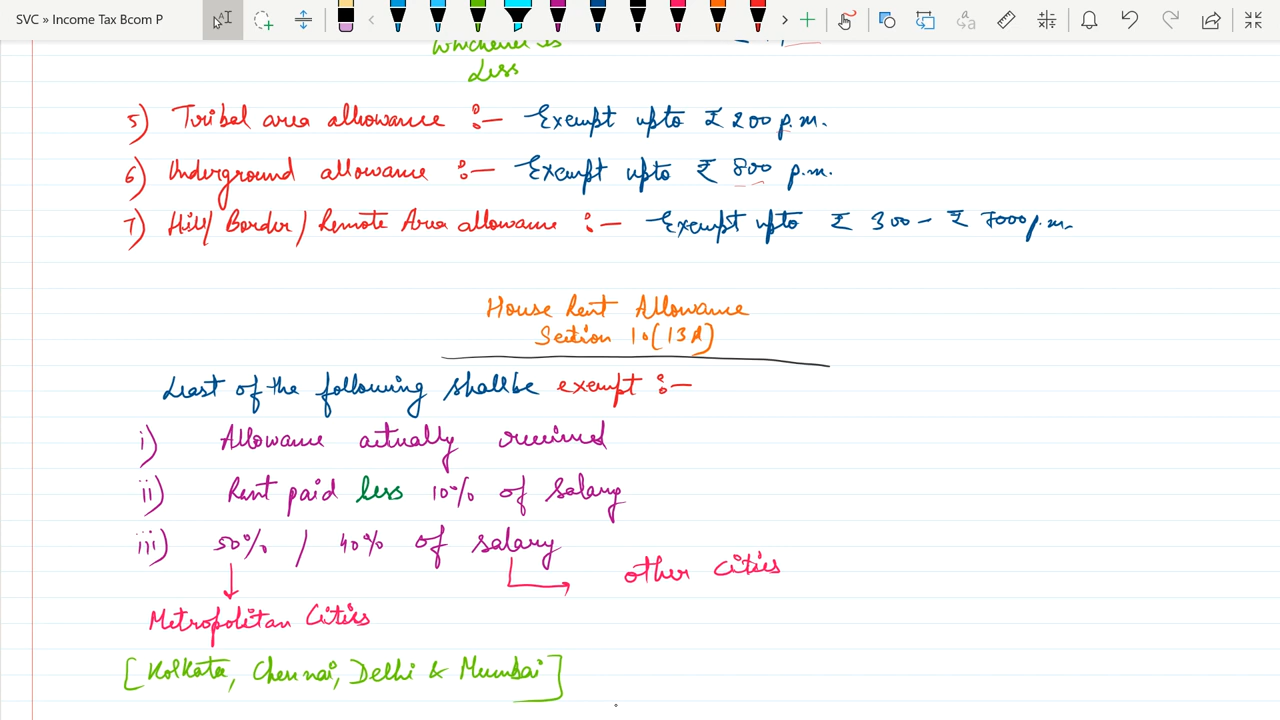 SVC » Income Tax Bcom P
whichever is
Less
5) Tribal area allowance :- Exempt upto ₹ 200 p.m.
6) Underground allowance :- Exempt upto ₹ 800 p.m.
7) Hill/ Border/ Remote Area allowance :- Exempt upto ₹ 300 - ₹ 7000 p.m.
House Rent Allowance
Section 10(13A)
Least of the following shall be exempt :-
i) Allowance actually received
ii) Rent paid less 10% of salary
iii) 50% / 40% of salary
other cities
Metropolitan Cities
[Kolkata, Chennai, Delhi & Mumbai]